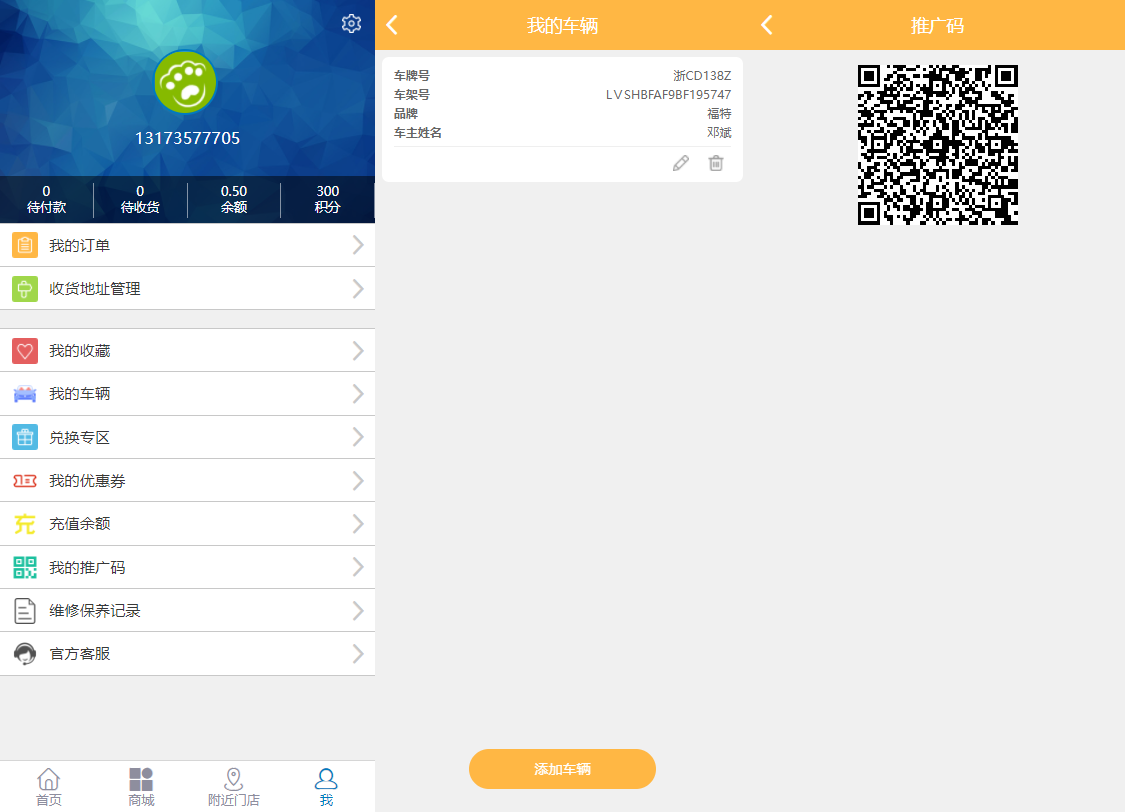 13173577705
0 0 0.50 300
待付款 待收货 余额 积分
我的订单
收货地址管理
我的收藏
我的车辆
兑换专区
我的优惠券
充 充值余额
我的推广码
维修保养记录
官方客服
首页 商城 附近门店 我
我的车辆
车牌号 浙CD138Z
车架号 LVSHBFAF9BF195747
品牌 福特
车主姓名 邓斌
添加车辆
推广码